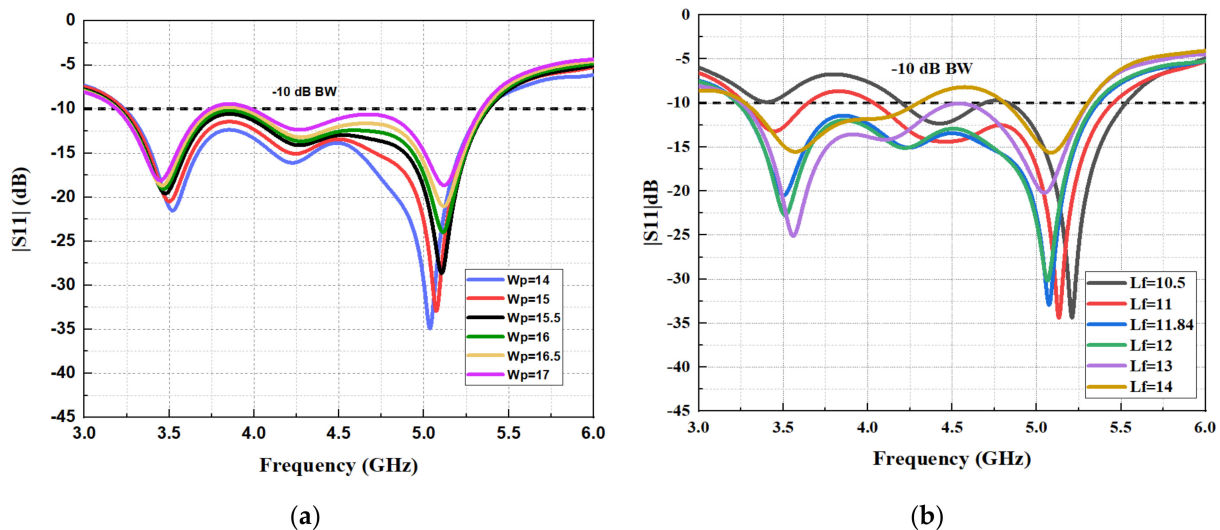 0
-5
-10
-15
-20
-25
-30
-35
-40
-45
|S11| (dB)
-10 dB BW
Wp=14
Wp=15
Wp=15.5
Wp=16
Wp=16.5
Wp=17
3.0 3.5 4.0 4.5 5.0 5.5 6.0
Frequency (GHz)
(a)
0
-5
-10
-15
-20
-25
-30
-35
-40
-45
|S11|dB
-10 dB BW
Lf=10.5
Lf=11
Lf=11.84
Lf=12
Lf=13
Lf=14
3.0 3.5 4.0 4.5 5.0 5.5 6.0
Frequency (GHz)
(b)